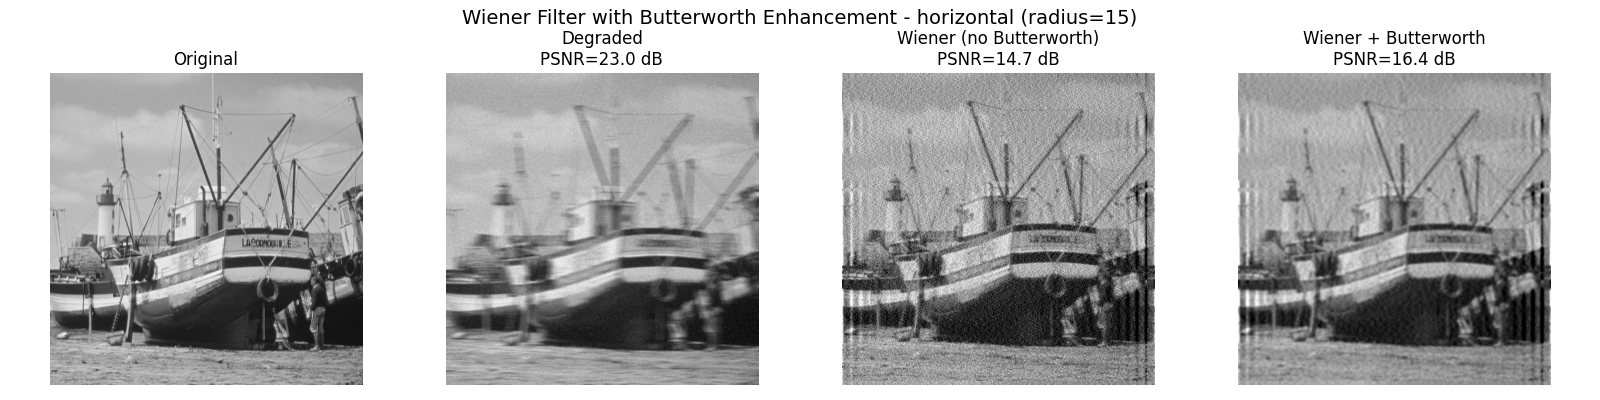 Wiener Filter with Butterworth Enhancement - horizontal (radius=15)
Original
Degraded
PSNR=23.0 dB
Wiener (no Butterworth)
PSNR=14.7 dB
Wiener + Butterworth
PSNR=16.4 dB